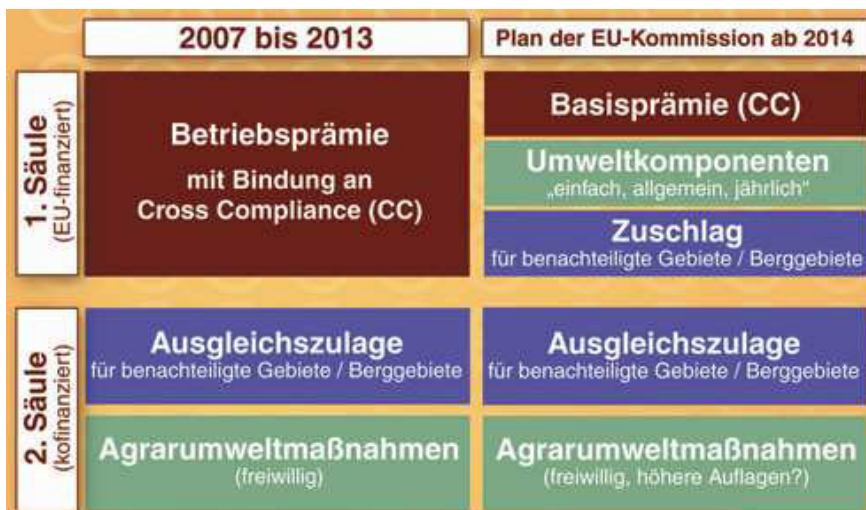 2007 bis 2013
Plan der EU-Kommission ab 2014
1. Säule
(EU-finanziert)
Betriebsprämie
mit Bindung an
Cross Compliance (CC)
Basisprämie (CC)
Umweltkomponenten
„einfach, allgemein, jährlich“
Zuschlag
für benachteiligte Gebiete / Berggebiete
2. Säule
(kofinanziert)
Ausgleichszulage
für benachteiligte Gebiete / Berggebiete
Ausgleichszulage
für benachteiligte Gebiete / Berggebiete
Agrarumweltmaßnahmen
(freiwillig)
Agrarumweltmaßnahmen
(freiwillig, höhere Auflagen?)